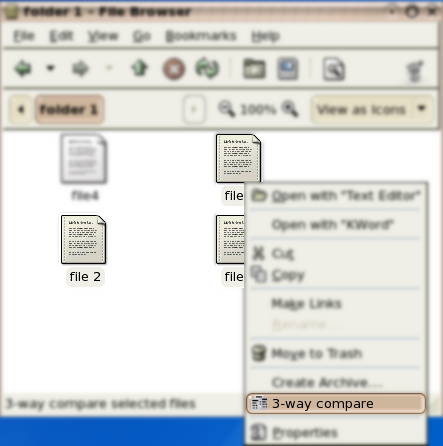 folder 1 - File Browser
File Edit View Go Bookmarks Help
folder 1 100% View as Icons
file4 file
file 2 file
Open with "Text Editor"
Open with "KWord"
Cut
Copy
Make Links
Rename...
Move to Trash
Create Archive...
3-way compare
Properties
3-way compare selected files